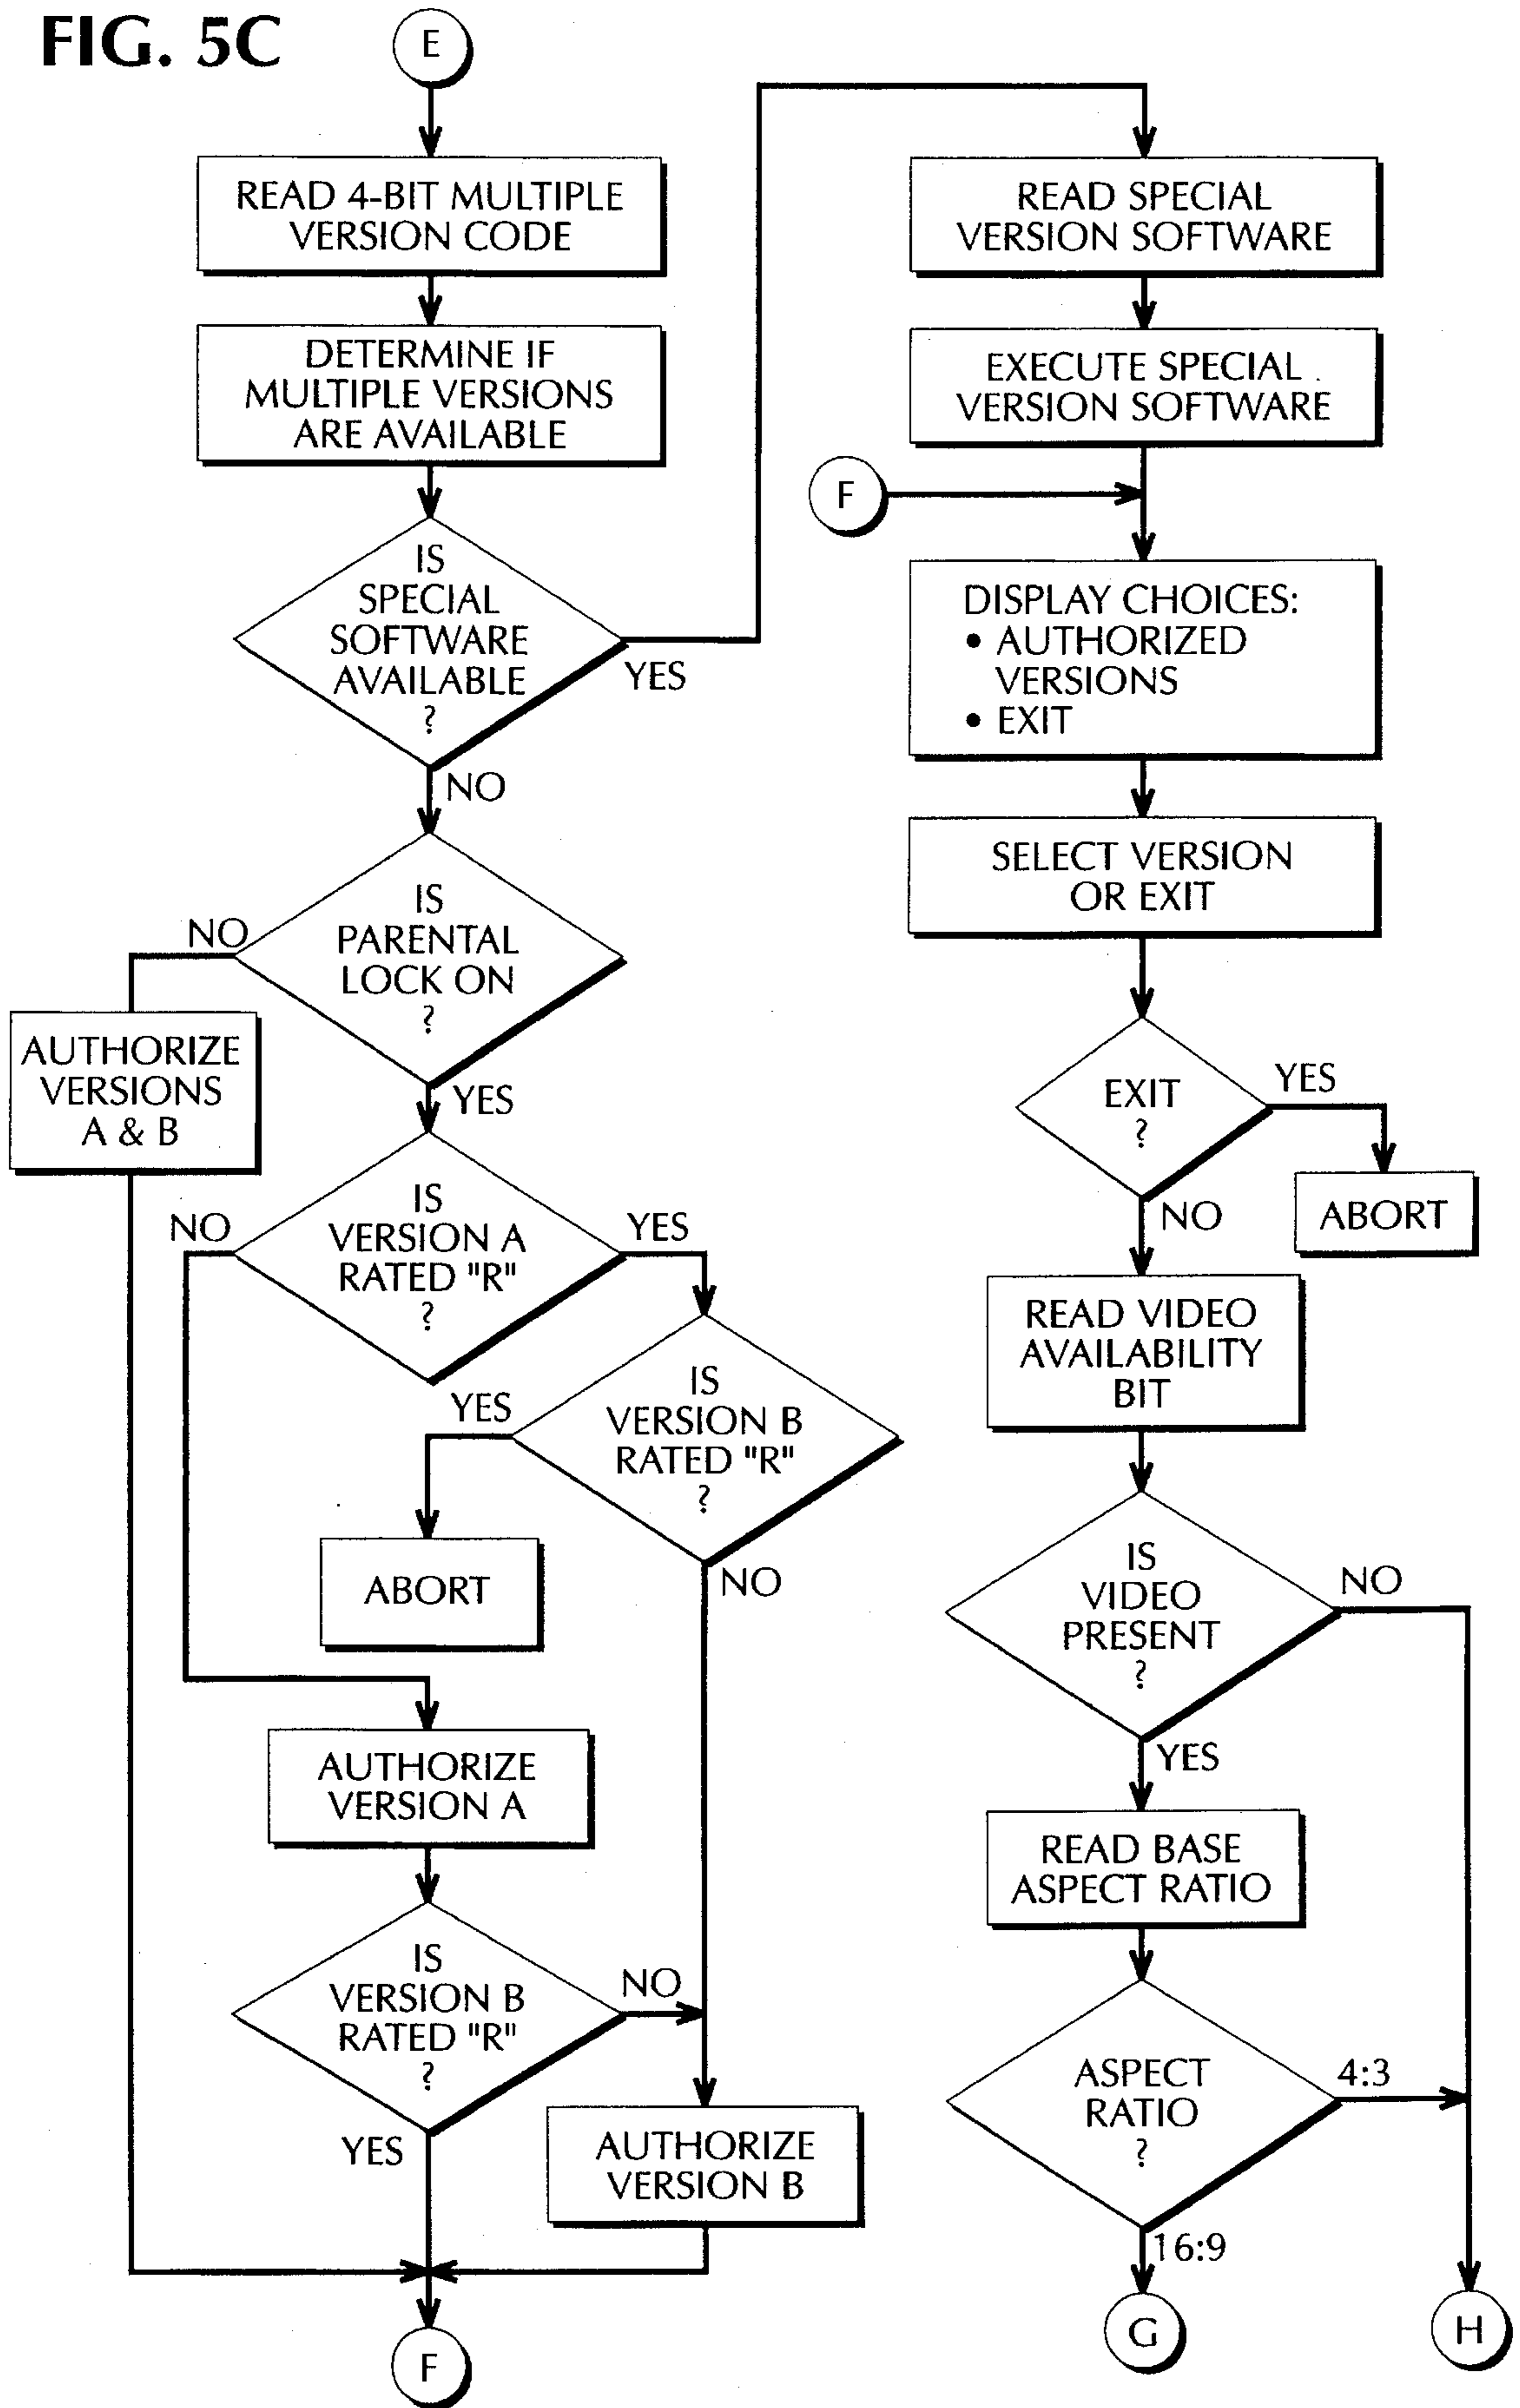 FIG. 5C
E
READ 4-BIT MULTIPLE
VERSION CODE
DETERMINE IF
MULTIPLE VERSIONS
ARE AVAILABLE
IS
SPECIAL
SOFTWARE
AVAILABLE
?
YES
NO
IS
PARENTAL
LOCK ON
?
NO
YES
AUTHORIZE
VERSIONS
A & B
IS
VERSION A
RATED "R"
?
NO
YES
IS
VERSION B
RATED "R"
?
YES
NO
ABORT
AUTHORIZE
VERSION A
IS
VERSION B
RATED "R"
?
NO
YES
AUTHORIZE
VERSION B
F
READ SPECIAL
VERSION SOFTWARE
EXECUTE SPECIAL
VERSION SOFTWARE
F
DISPLAY CHOICES:
• AUTHORIZED
VERSIONS
• EXIT
SELECT VERSION
OR EXIT
EXIT
?
YES
NO
ABORT
READ VIDEO
AVAILABILITY
BIT
IS
VIDEO
PRESENT
?
NO
YES
READ BASE
ASPECT RATIO
ASPECT
RATIO
?
4:3
16:9
G
H